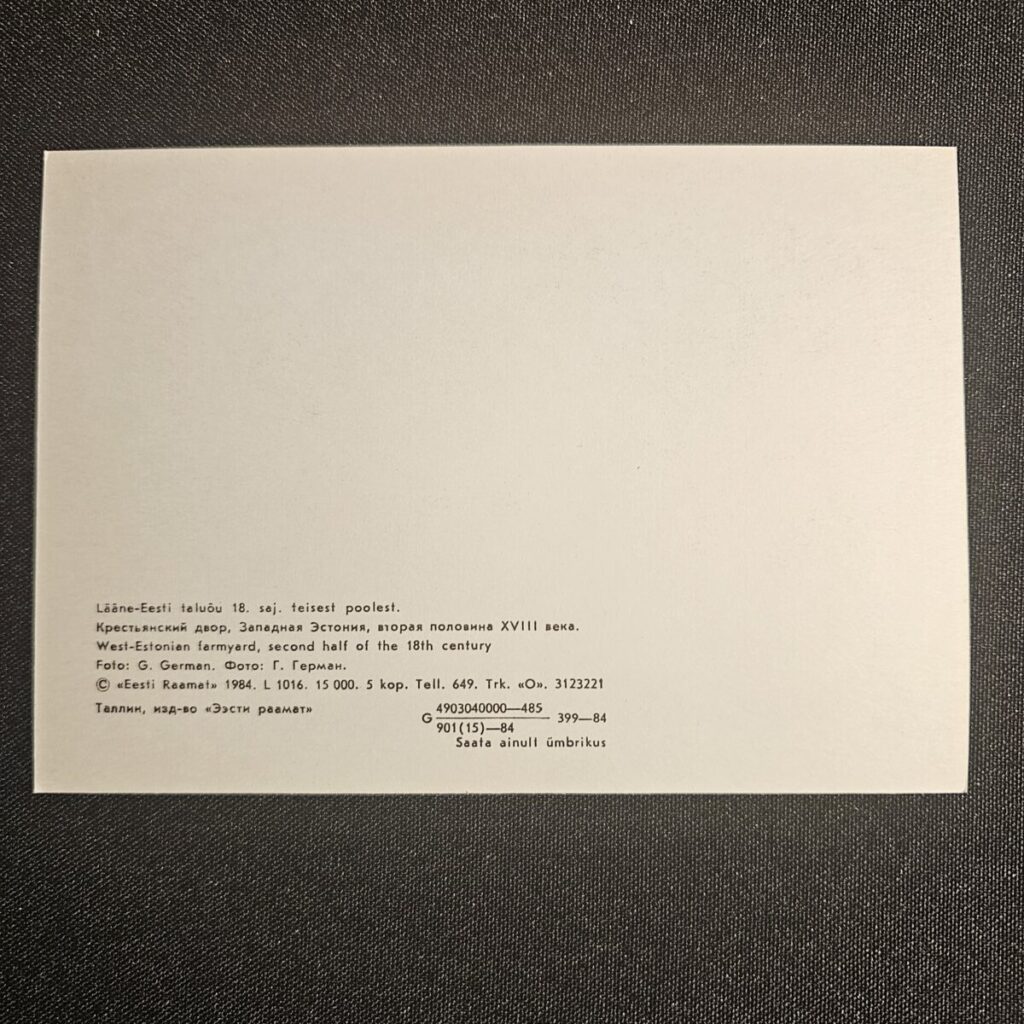 Lääne-Eesti taluõu 18. saj. teisest poolest.
Крестьянский двор, Западная Эстония, вторая половина XVIII века.
West-Estonian farmyard, second half of the 18th century
Foto: G. German. Фото: Г. Герман.
© «Eesti Raamat» 1984. L 1016. 15 000. 5 kop. Tell. 649. Trk. «O». 3123221
Таллин, изд-во «Ээсти раамат»
G 4903040000—485
901(15)—84
399—84
Saata ainult ümbrikus